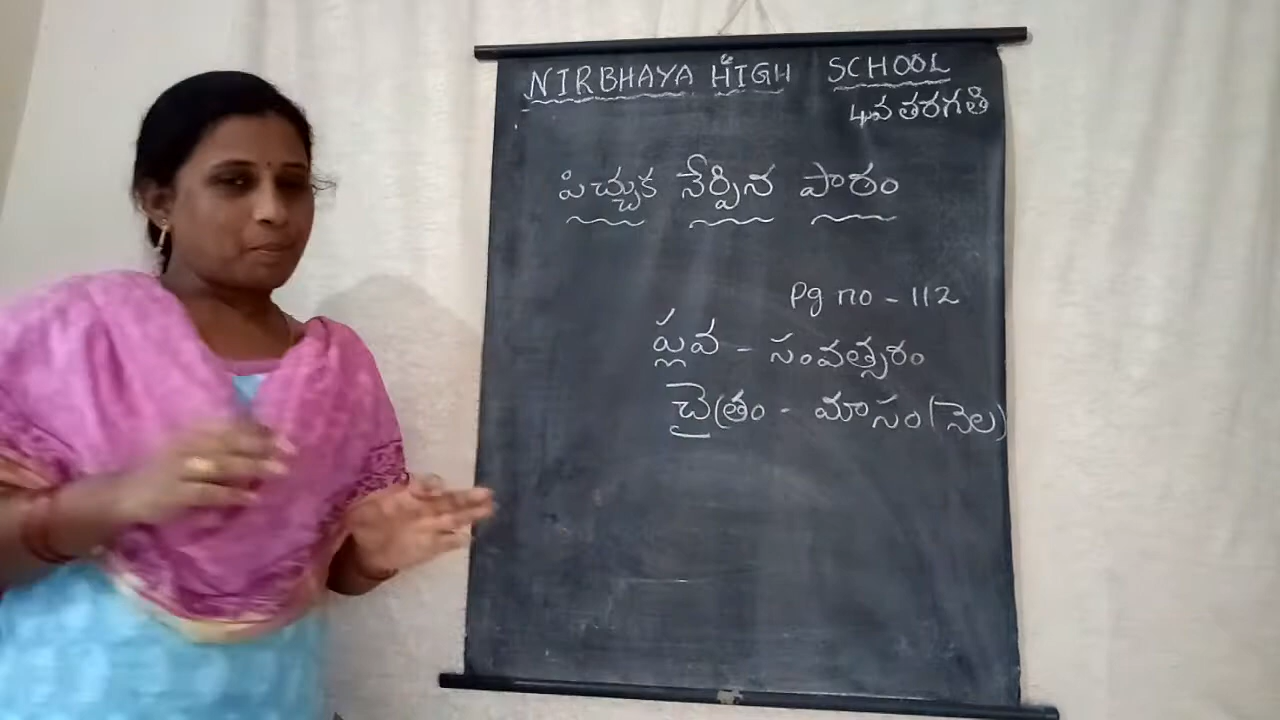 NIRBHAYA HIGH SCHOOL
4వ తరగతి
పిచ్చుక నేర్పిన పాఠం
Pg no - 112
ప్లవ - సంవత్సరం
చైత్రం - మాసం (నెల)